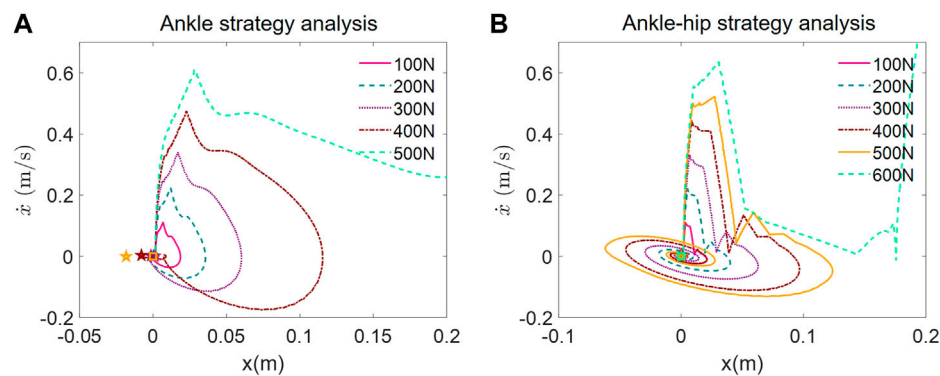 A
Ankle strategy analysis
0.6
0.4
0.2
0
-0.2
ẋ (m/s)
100N
200N
300N
400N
500N
-0.05 0 0.05 0.1 0.15 0.2
x(m)
B
Ankle-hip strategy analysis
0.6
0.4
0.2
0
-0.2
ẋ (m/s)
100N
200N
300N
400N
500N
600N
-0.1 0 0.1 0.2
x(m)